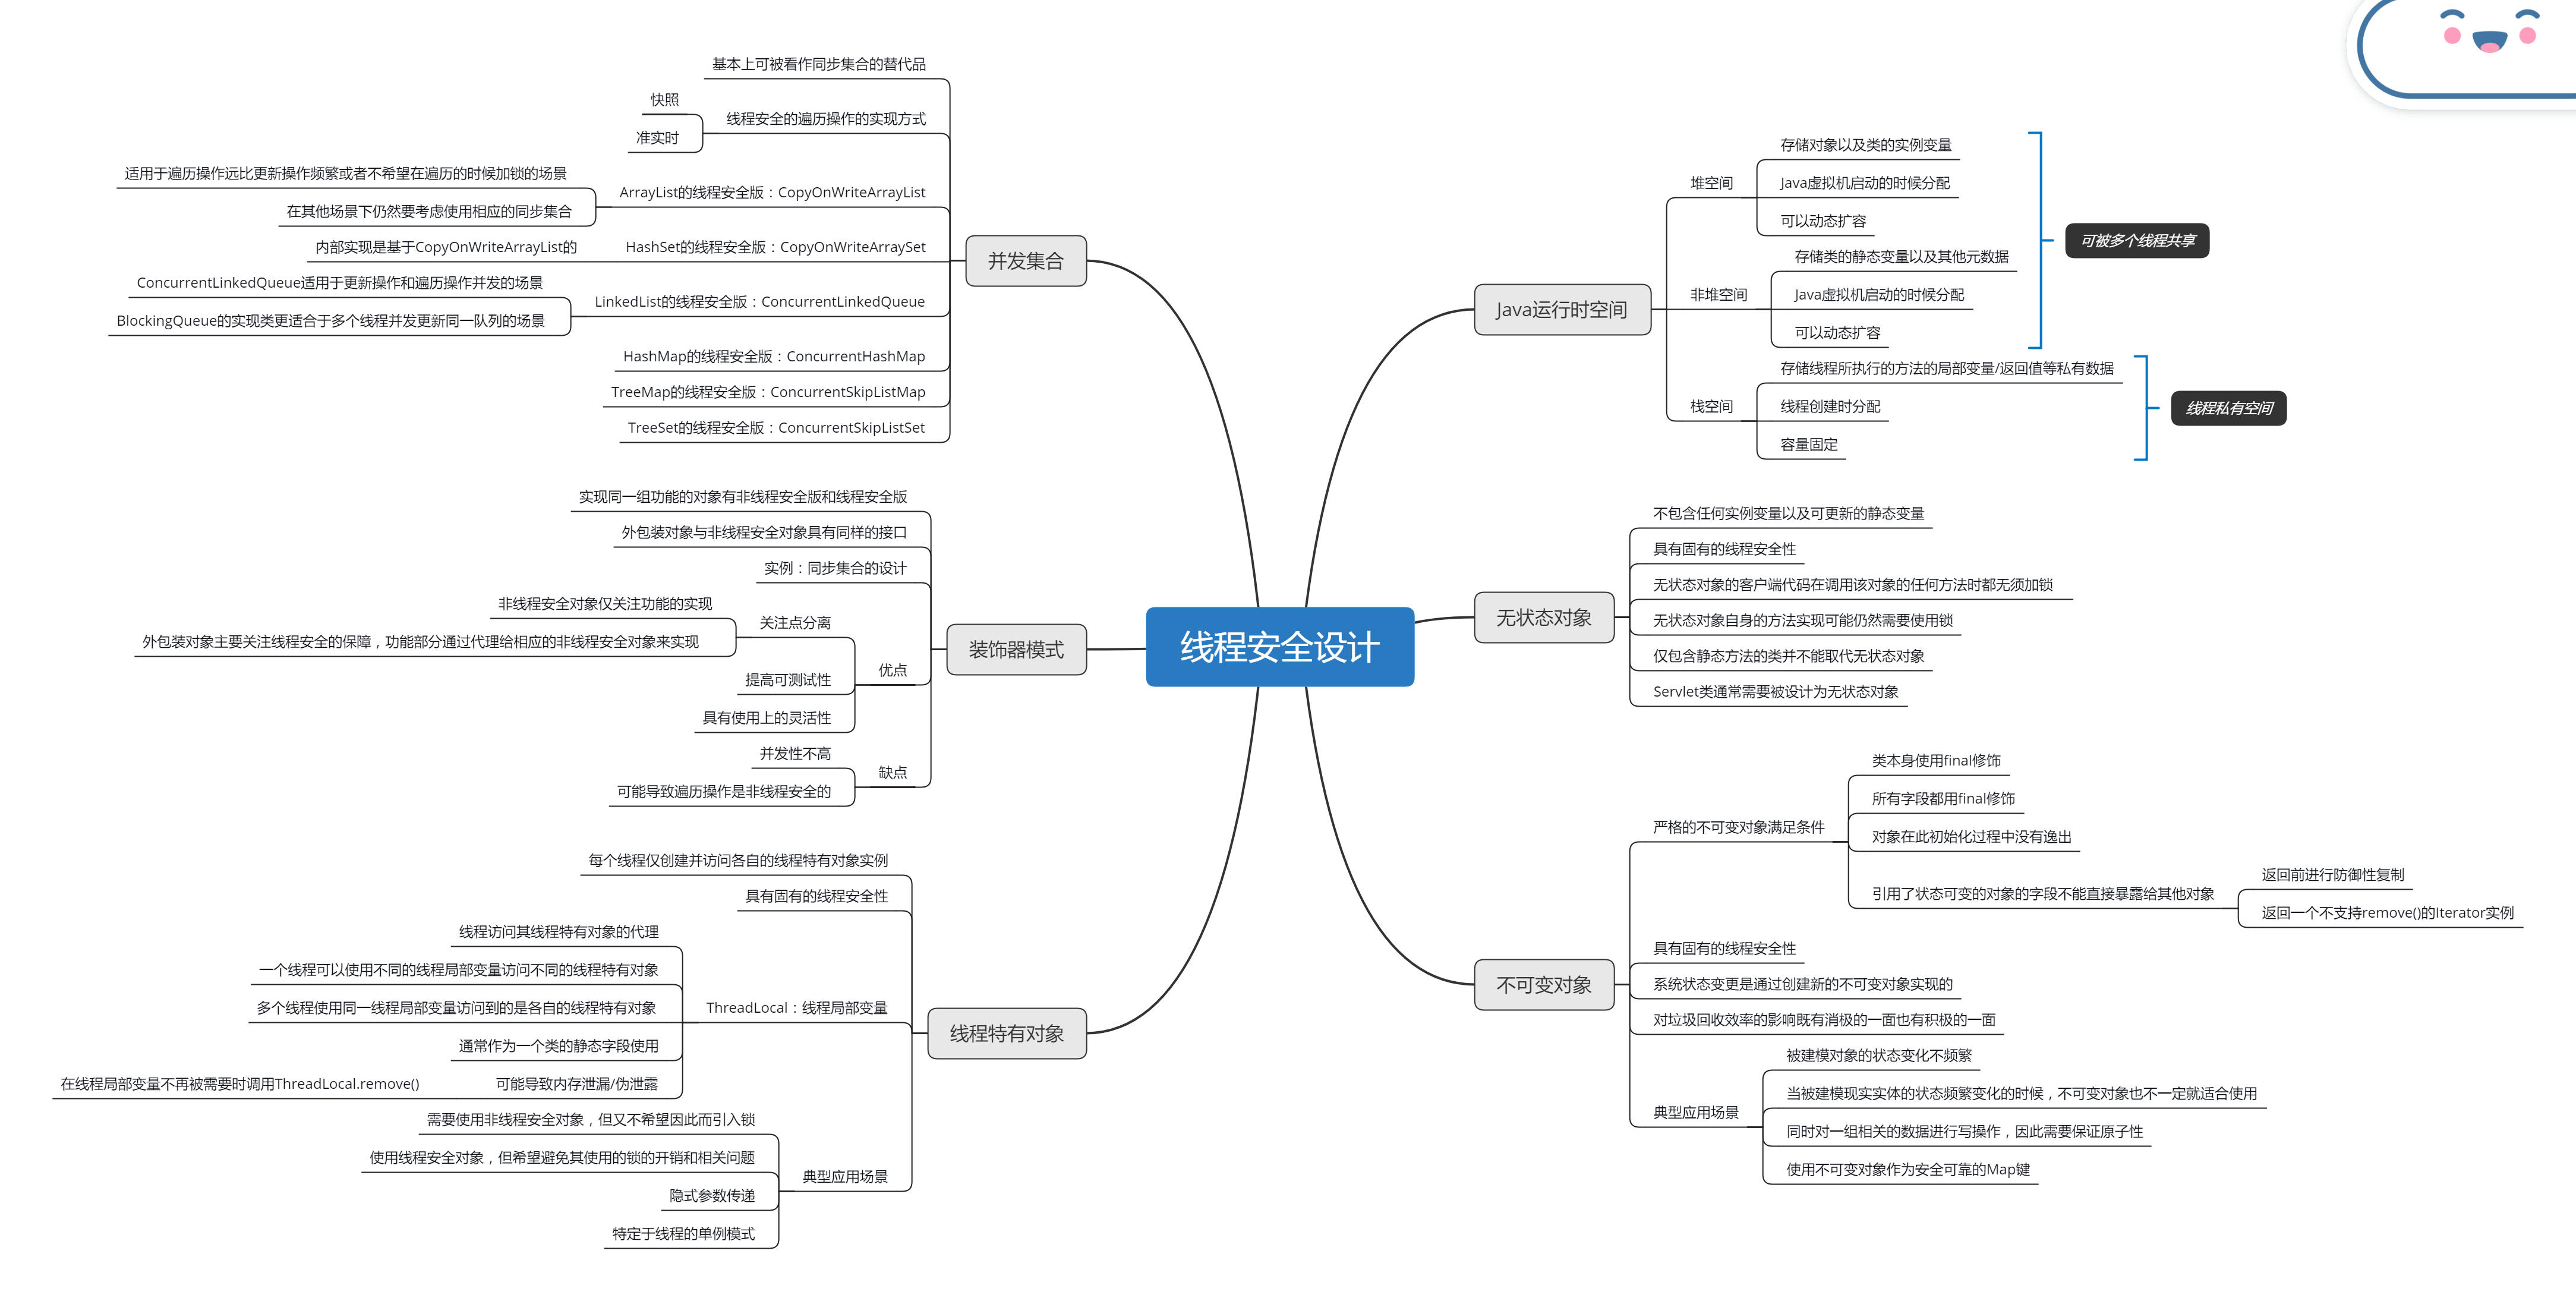 线程安全设计
Java运行时空间
堆空间
存储对象以及类的实例变量
Java虚拟机启动的时候分配
可以动态扩容
非堆空间
存储类的静态变量以及其他元数据
Java虚拟机启动的时候分配
可以动态扩容
可被多个线程共享
栈空间
存储线程所执行的方法的局部变量/返回值等私有数据
线程创建时分配
容量固定
线程私有空间
无状态对象
不包含任何实例变量以及可更新的静态变量
具有固有的线程安全性
无状态对象的客户端代码在调用该对象的任何方法时都无须加锁
无状态对象自身的方法实现可能仍然需要使用锁
仅包含静态方法的类并不能取代无状态对象
Servlet类通常需要被设计为无状态对象
不可变对象
严格的不可变对象满足条件
类本身使用final修饰
所有字段都用final修饰
对象在此初始化过程中没有逸出
引用了状态可变的对象的字段不能直接暴露给其他对象
返回前进行防御性复制
返回一个不支持remove()的Iterator实例
具有固有的线程安全性
系统状态变更是通过创建新的不可变对象实现的
对垃圾回收效率的影响既有消极的一面也有积极的一面
典型应用场景
被建模对象的状态变化不频繁
当被建模现实实体的状态频繁变化的时候，不可变对象也不一定就适合使用
同时对一组相关的数据进行写操作，因此需要保证原子性
使用不可变对象作为安全可靠的Map键
并发集合
基本上可被看作同步集合的替代品
线程安全的遍历操作的实现方式
快照
准实时
ArrayList的线程安全版：CopyOnWriteArrayList
适用于遍历操作远比更新操作频繁或者不希望在遍历的时候加锁的场景
在其他场景下仍然要考虑使用相应的同步集合
HashSet的线程安全版：CopyOnWriteArraySet
内部实现是基于CopyOnWriteArrayList的
LinkedList的线程安全版：ConcurrentLinkedQueue
ConcurrentLinkedQueue适用于更新操作和遍历操作并发的场景
BlockingQueue的实现类更适合于多个线程并发更新同一队列的场景
HashMap的线程安全版：ConcurrentHashMap
TreeMap的线程安全版：ConcurrentSkipListMap
TreeSet的线程安全版：ConcurrentSkipListSet
装饰器模式
实现同一组功能的对象有非线程安全版和线程安全版
外包装对象与非线程安全对象具有同样的接口
实例：同步集合的设计
优点
关注点分离
非线程安全对象仅关注功能的实现
外包装对象主要关注线程安全的保障，功能部分通过代理给相应的非线程安全对象来实现
提高可测试性
具有使用上的灵活性
缺点
并发性不高
可能导致遍历操作是非线程安全的
线程特有对象
每个线程仅创建并访问各自的线程特有对象实例
具有固有的线程安全性
ThreadLocal：线程局部变量
线程访问其线程特有对象的代理
一个线程可以使用不同的线程局部变量访问不同的线程特有对象
多个线程使用同一线程局部变量访问到的是各自的线程特有对象
通常作为一个类的静态字段使用
可能导致内存泄漏/伪泄露
在线程局部变量不再被需要时调用ThreadLocal.remove()
典型应用场景
需要使用非线程安全对象，但又不希望因此而引入锁
使用线程安全对象，但希望避免其使用的锁的开销和相关问题
隐式参数传递
特定于线程的单例模式